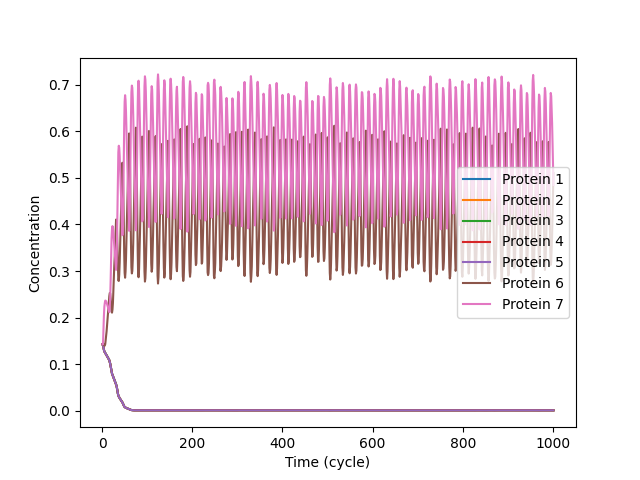 0.7
0.6
0.5
0.4
0.3
0.2
0.1
0.0
Concentration
0
200
400
600
800
1000
Time (cycle)
Protein 1
Protein 2
Protein 3
Protein 4
Protein 5
Protein 6
Protein 7